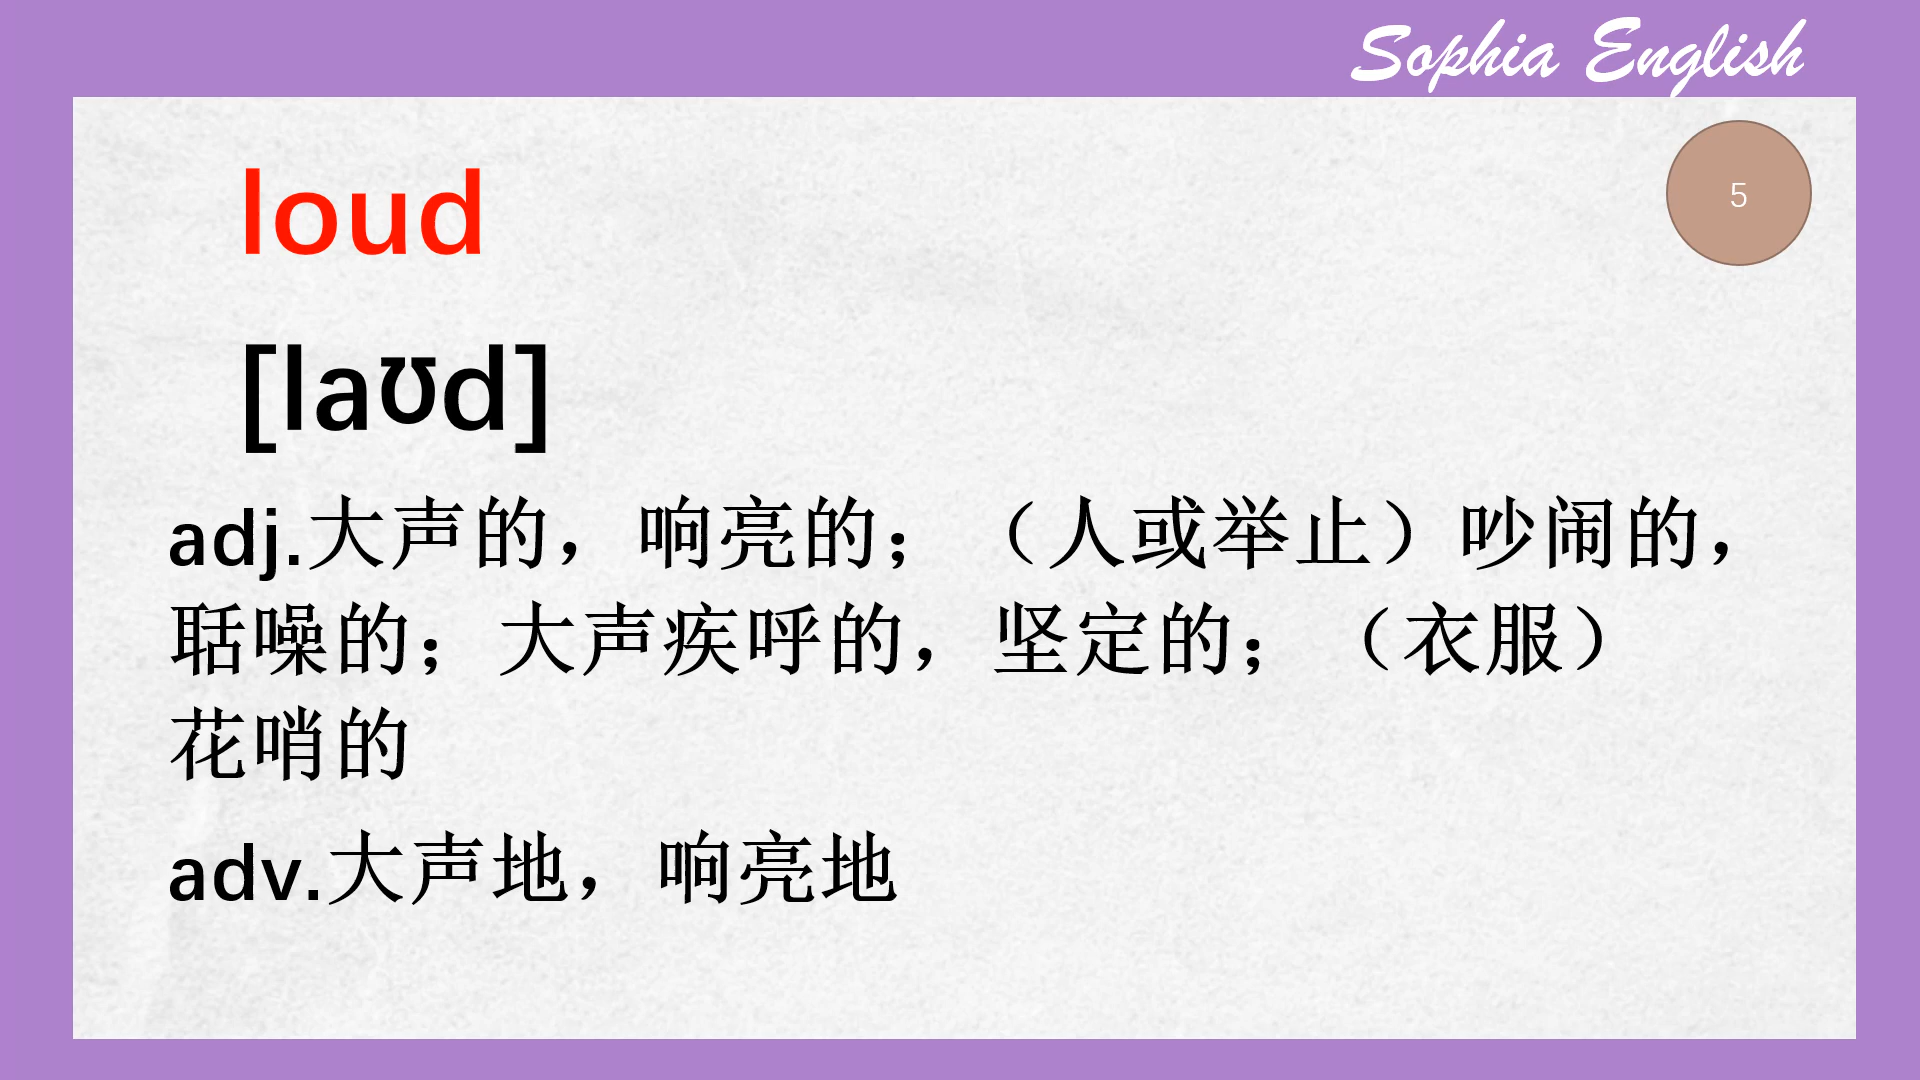 Sophia English
5
loud
[laʊd]
adj.大声的，响亮的；（人或举止）吵闹的，
聒噪的；大声疾呼的，坚定的；（衣服）
花哨的
adv.大声地，响亮地